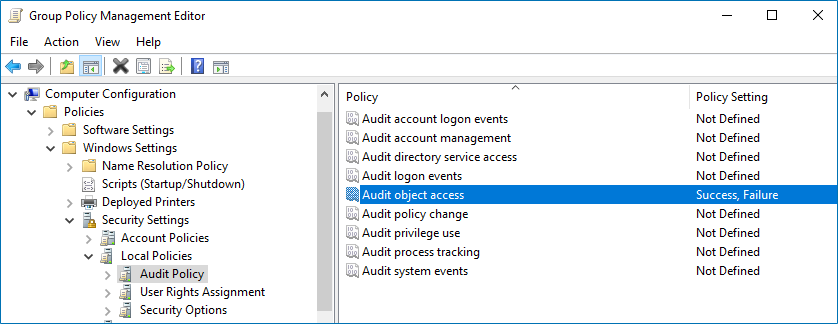 Group Policy Management Editor
File Action View Help
Computer Configuration
Policies
Software Settings
Windows Settings
Name Resolution Policy
Scripts (Startup/Shutdown)
Deployed Printers
Security Settings
Account Policies
Local Policies
Audit Policy
User Rights Assignment
Security Options
Policy Policy Setting
Audit account logon events Not Defined
Audit account management Not Defined
Audit directory service access Not Defined
Audit logon events Not Defined
Audit object access Success, Failure
Audit policy change Not Defined
Audit privilege use Not Defined
Audit process tracking Not Defined
Audit system events Not Defined